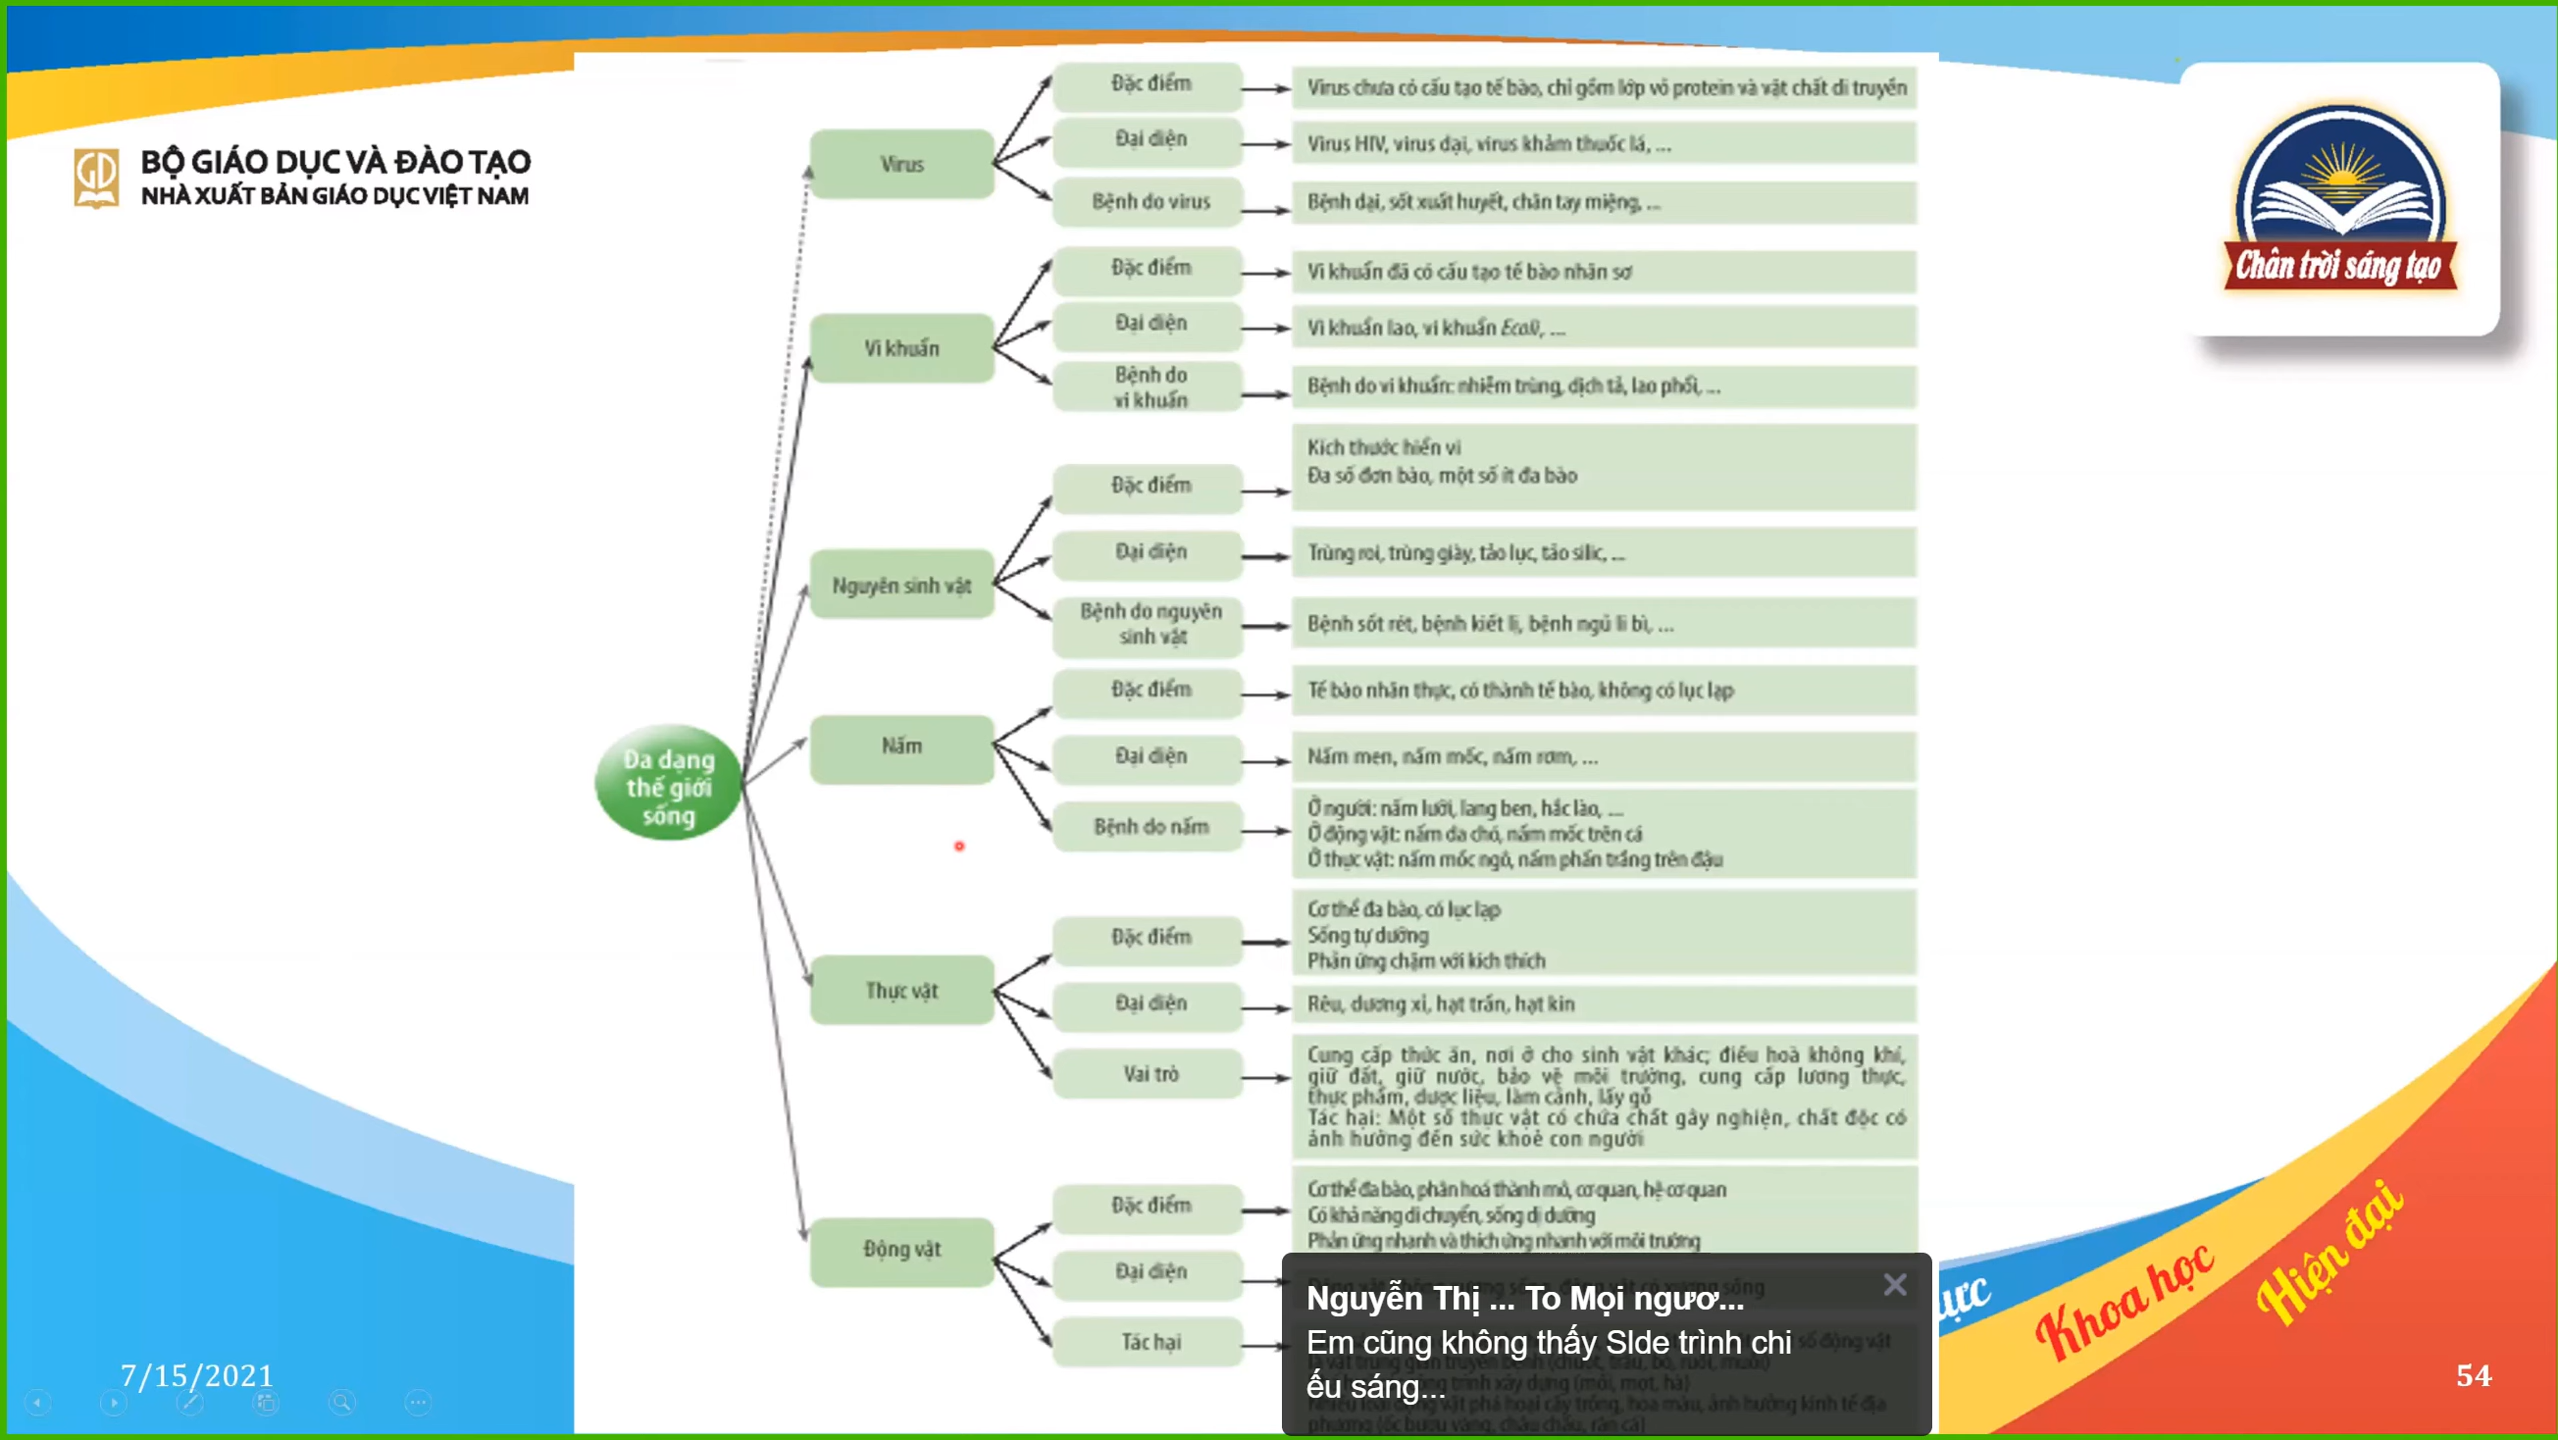 BỘ GIÁO DỤC VÀ ĐÀO TẠO
NHÀ XUẤT BẢN GIÁO DỤC VIỆT NAM
Chân trời sáng tạo
Đa dạng
thế giới
sống
Virus
Đặc điểm
Virus chưa có cấu tạo tế bào, chỉ gồm lớp vỏ protein và vật chất di truyền
Đại diện
Virus HIV, virus dại, virus khảm thuốc lá, ...
Bệnh do virus
Bệnh dại, sốt xuất huyết, chân tay miệng, ...
Vi khuẩn
Đặc điểm
Vi khuẩn đã có cấu tạo tế bào nhân sơ
Đại diện
Vi khuẩn lao, vi khuẩn Ecoli, ...
Bệnh do
vi khuẩn
Bệnh do vi khuẩn: nhiễm trùng, dịch tả, lao phổi, ...
Nguyên sinh vật
Đặc điểm
Kích thước hiển vi
Đa số đơn bào, một số ít đa bào
Đại diện
Trùng roi, trùng giày, tảo lục, tảo silic, ...
Bệnh do nguyên
sinh vật
Bệnh sốt rét, bệnh kiết lị, bệnh ngủ li bì, ...
Nấm
Đặc điểm
Tế bào nhân thực, có thành tế bào, không có lục lạp
Đại diện
Nấm men, nấm mốc, nấm rơm, ...
Bệnh do nấm
Ở người: nấm lưỡi, lang ben, hắc lào, ...
Ở động vật: nấm da chó, nấm mốc trên cá
Ở thực vật: nấm mốc ngô, nấm phấn trắng trên đậu
Thực vật
Đặc điểm
Cơ thể đa bào, có lục lạp
Sống tự dưỡng
Phản ứng chậm với kích thích
Đại diện
Rêu, dương xỉ, hạt trần, hạt kín
Vai trò
Cung cấp thức ăn, nơi ở cho sinh vật khác; điều hoà không khí,
giữ đất, giữ nước, bảo vệ môi trường, cung cấp lương thực,
thực phẩm, dược liệu, làm cảnh, lấy gỗ
Tác hại: Một số thực vật có chứa chất gây nghiện, chất độc có
ảnh hưởng đến sức khoẻ con người
Động vật
Đặc điểm
Cơ thể đa bào, phân hoá thành mô, cơ quan, hệ cơ quan
Có khả năng di chuyển, sống dị dưỡng
Phản ứng nhanh và thích ứng nhanh với môi trường
Đại diện
Tác hại
số động vật
phương (ốc bươu vàng, châu chấu, rắn cá)
Nguyễn Thị ... To Mọi ngươ...
Em cũng không thấy Slde trình chi
ếu sáng...
ực
Khoa học
Hiện đại
7/15/2021
54